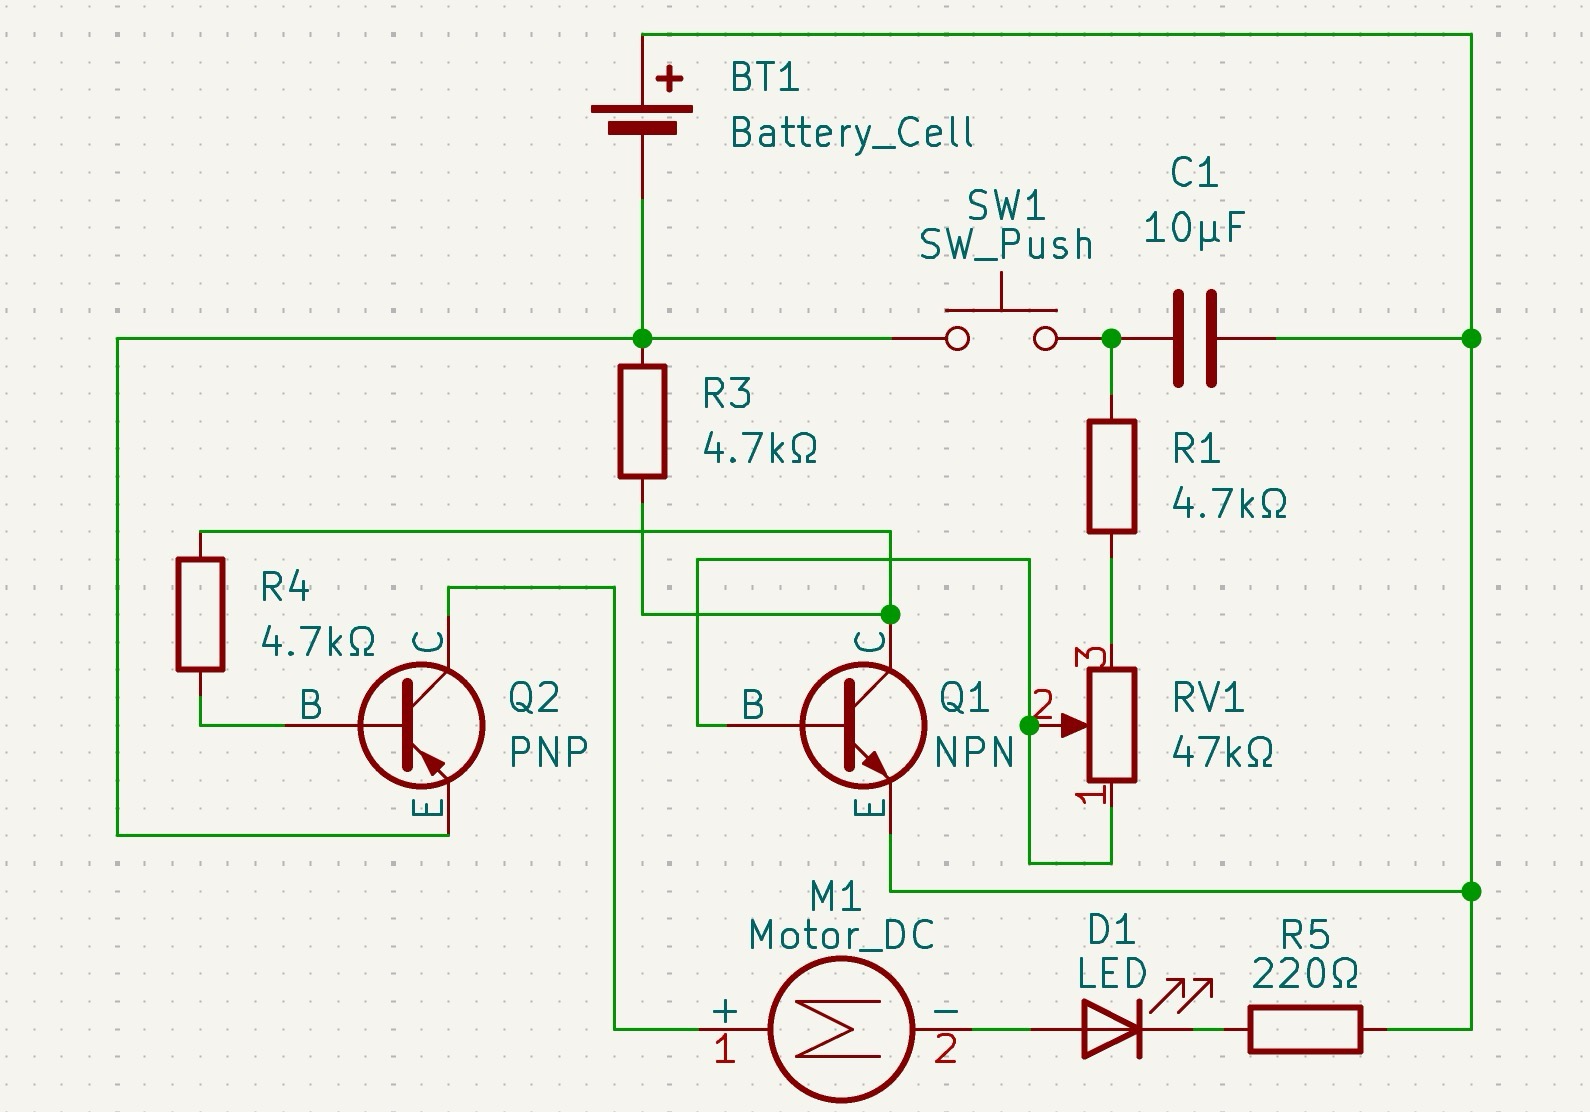 +
BT1
Battery_Cell
C1
10µF
SW1
SW_Push
R3
4.7kΩ
R1
4.7kΩ
R4
4.7kΩ
C
B
Q2
PNP
E
C
B
Q1
NPN
E
3
2
1
RV1
47kΩ
M1
Motor_DC
+
1
−
2
D1
LED
R5
220Ω